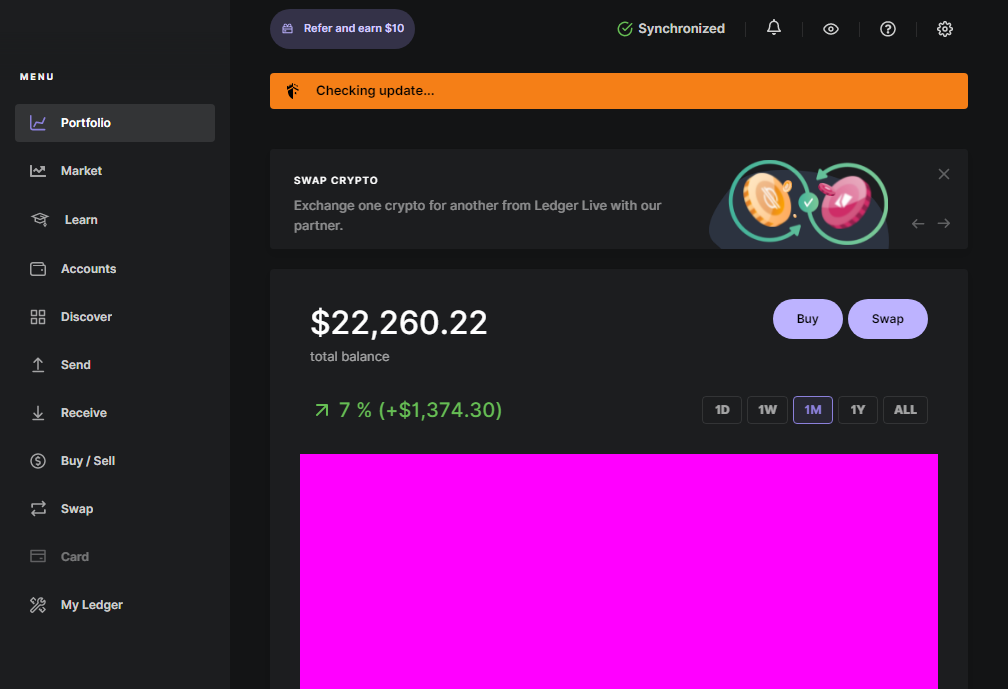 Refer and earn $10
Synchronized
MENU
Checking update...
Portfolio
Market
Learn
Accounts
Discover
Send
Receive
Buy / Sell
Swap
Card
My Ledger
SWAP CRYPTO
Exchange one crypto for another from Ledger Live with our
partner.
$22,260.22
total balance
Buy
Swap
7 % (+$1,374.30)
1D
1W
1M
1Y
ALL